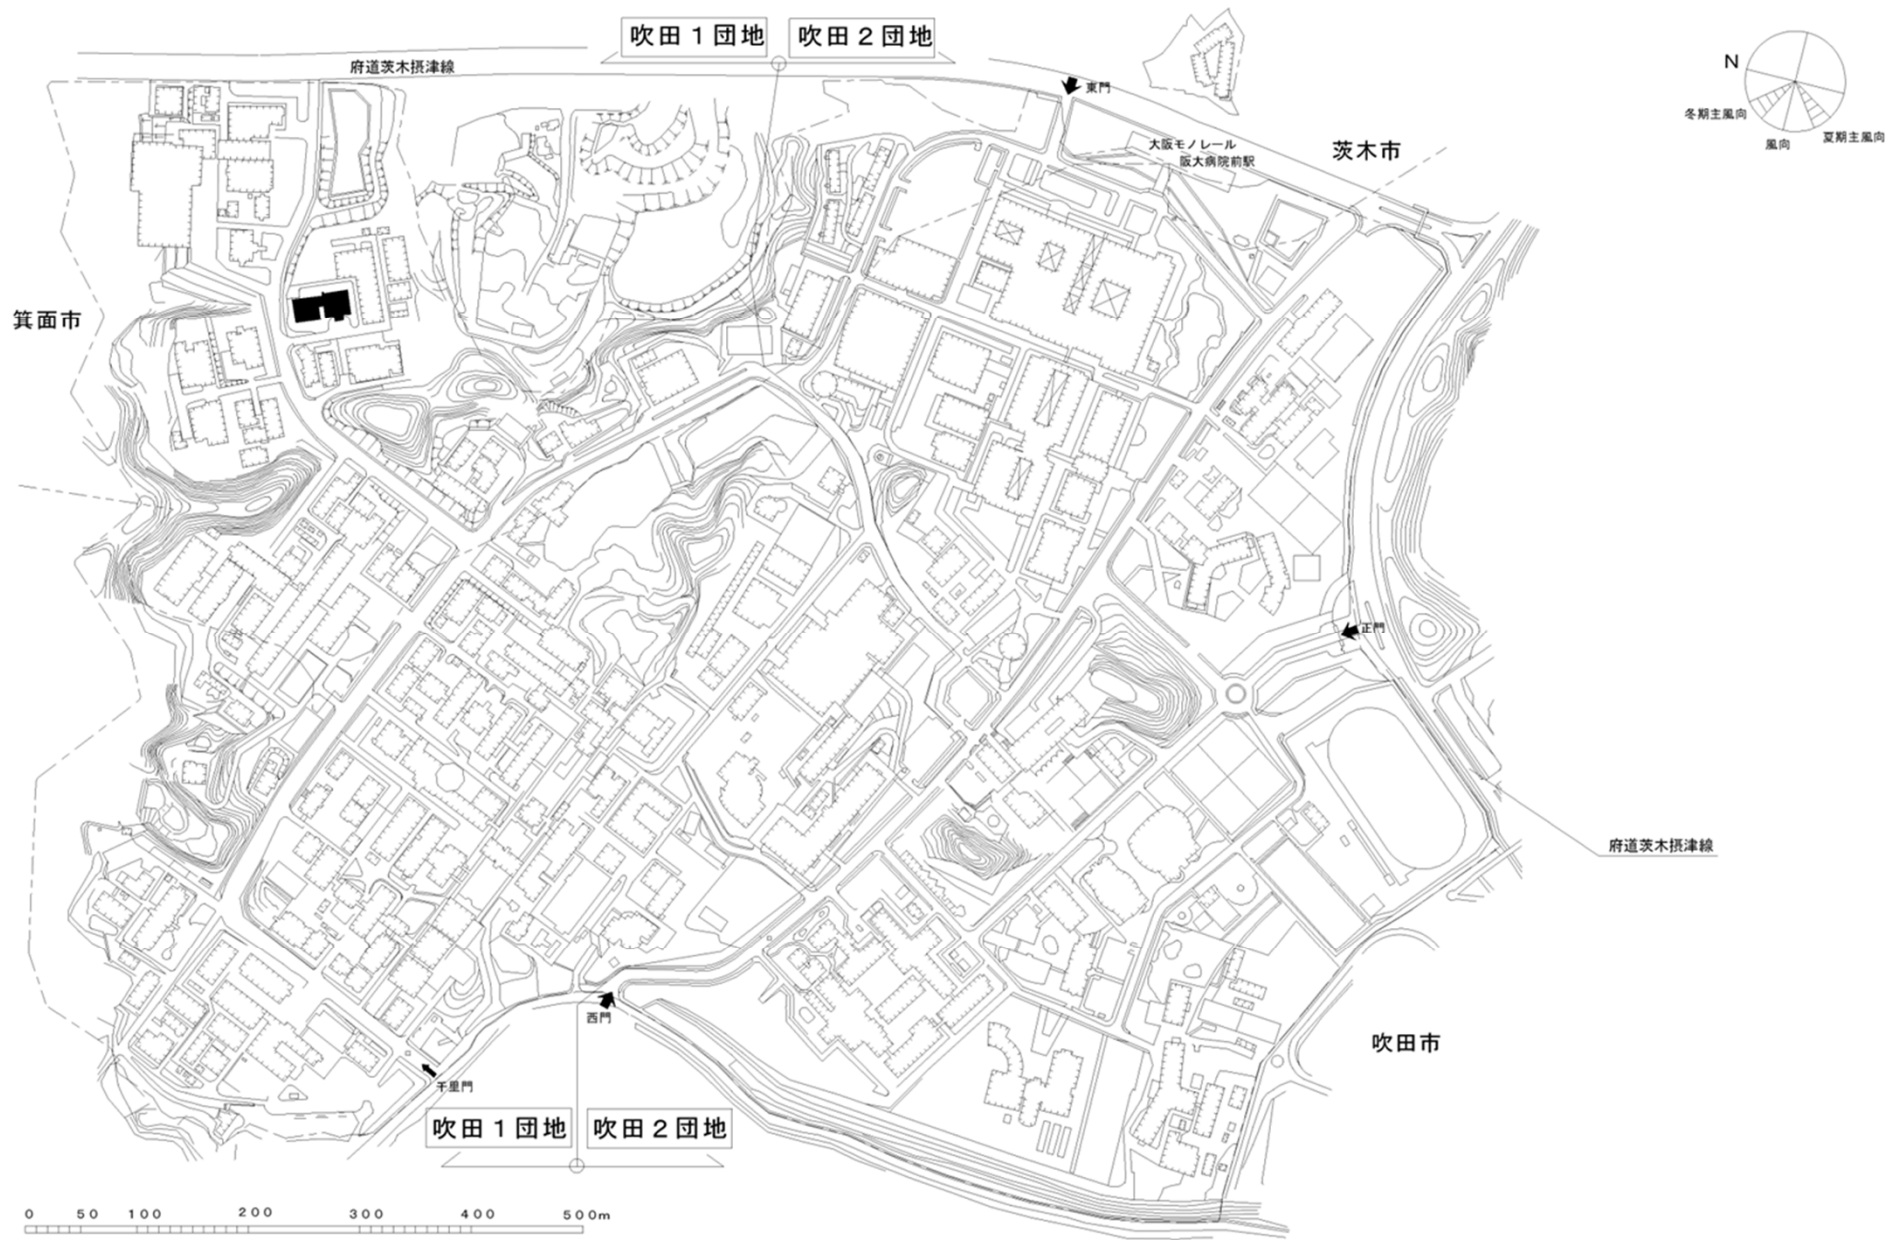 吹田１団地
吹田２団地
府道茨木摂津線
東門
大阪モノレール
阪大病院前駅
茨木市
N
冬期主風向
風向
夏期主風向
箕面市
正門
府道茨木摂津線
吹田市
西門
千里門
吹田１団地
吹田２団地
0 50 100 200 300 400 500m